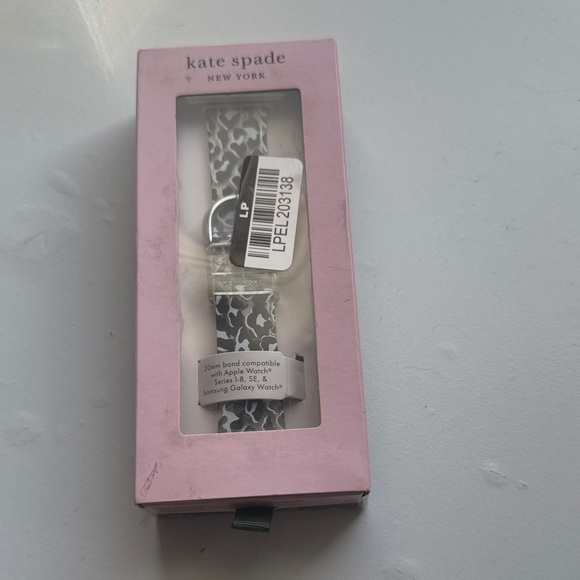 kate spade
NEW YORK
LP
LPEL203138
20mm band compatible
with Apple Watch®
Series 1-8, SE, &
Samsung Galaxy Watch®